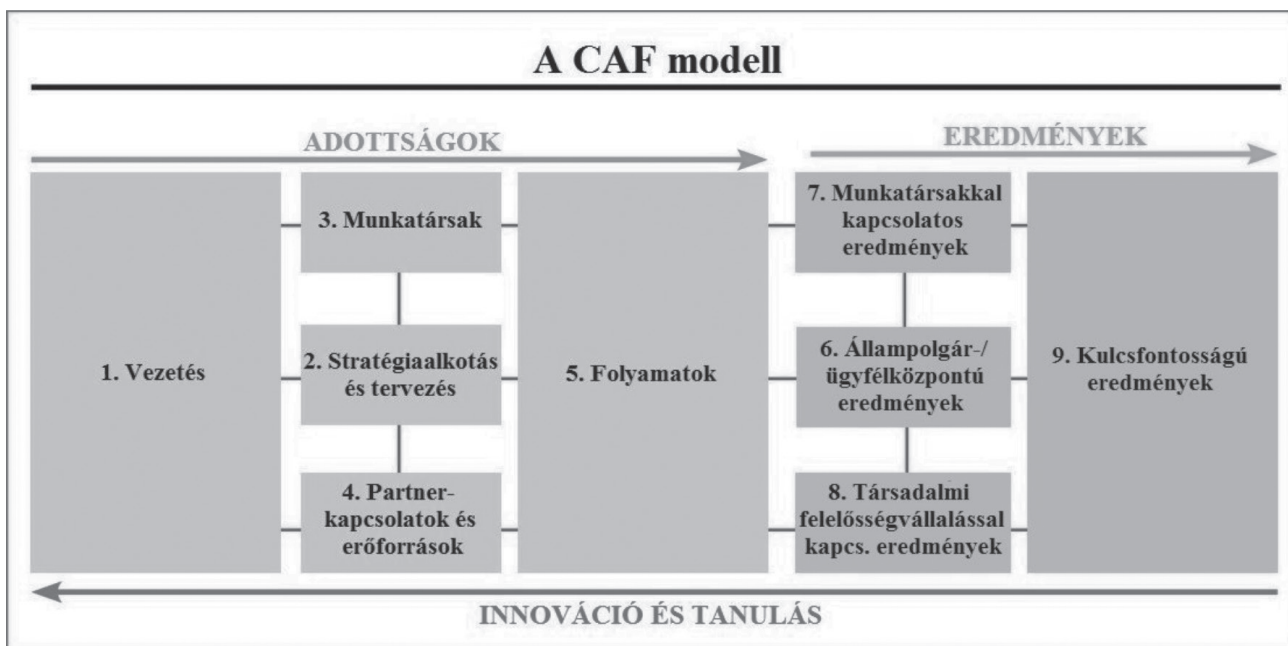 A CAF modell
ADOTTSÁGOK
EREDMÉNYEK
1. Vezetés
3. Munkatársak
2. Stratégiaalkotás
és tervezés
4. Partner-
kapcsolatok és
erőforrások
5. Folyamatok
7. Munkatársakkal
kapcsolatos
eredmények
6. Állampolgár-/
ügyfélközpontú
eredmények
8. Társadalmi
felelősségvállalással
kapcs. eredmények
9. Kulcsfontosságú
eredmények
INNOVÁCIÓ ÉS TANULÁS